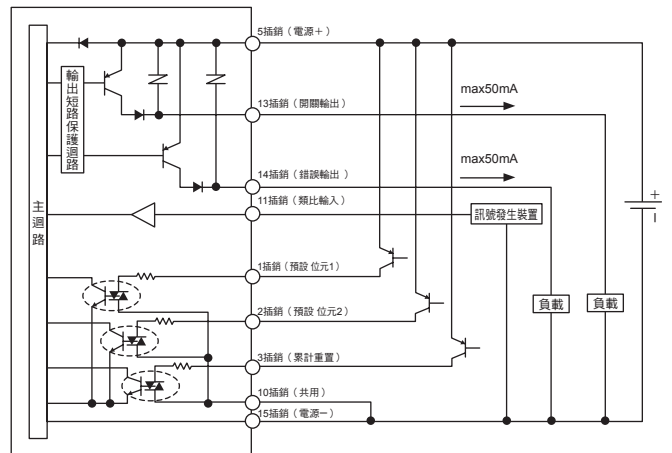 5插銷（電源＋）
輸出短路保護迴路
max50mA
13插銷（開關輸出）
max50mA
14插銷（錯誤輸出）
11插銷（類比輸入）
訊號發生裝置
＋
－
主迴路
1插銷（預設 位元1）
2插銷（預設 位元2）
負載
負載
3插銷（累計重置）
10插銷（共用）
15插銷（電源－）